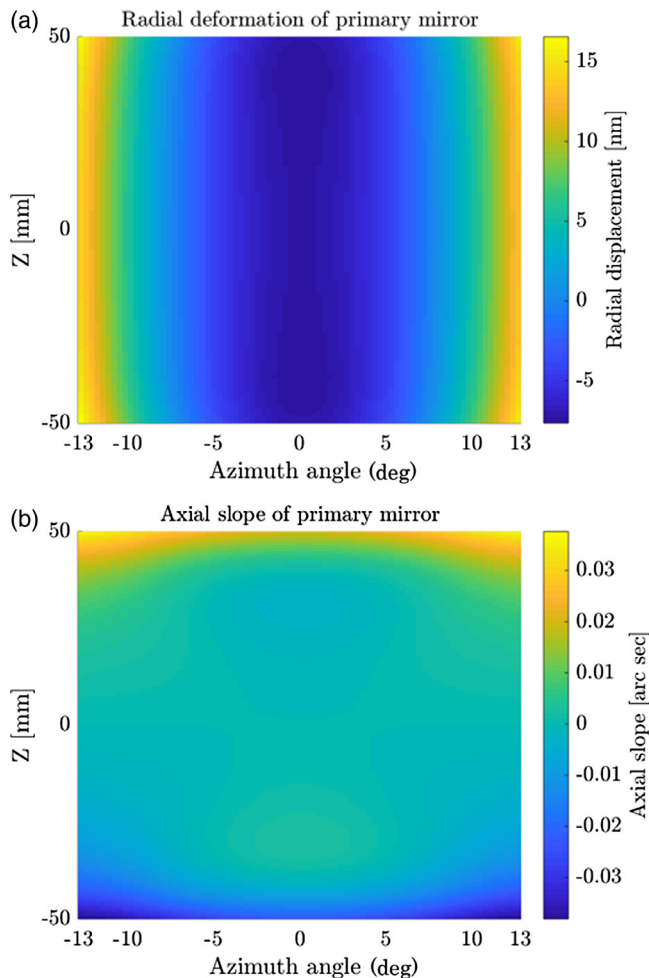 (a)
Radial deformation of primary mirror
50
0
-50
Z [mm]
-13 -10 -5 0 5 10 13
Azimuth angle (deg)
15
10
5
0
-5
Radial displacement [nm]
(b)
Axial slope of primary mirror
50
0
-50
Z [mm]
-13 -10 -5 0 5 10 13
Azimuth angle (deg)
0.03
0.02
0.01
0
-0.01
-0.02
-0.03
Axial slope [arc sec]